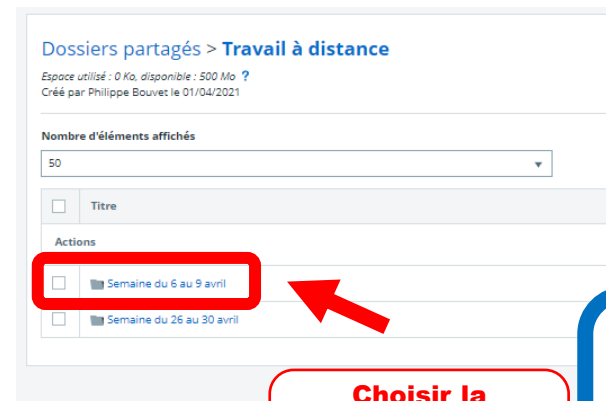 Dossiers partagés > Travail à distance
Espace utilisé : 0 Ko, disponible : 500 Mo ?
Créé par Philippe Bouvet le 01/04/2021
Nombre d'éléments affichés
50
Titre
Actions
Semaine du 6 au 9 avril
Semaine du 26 au 30 avril
Choisir la